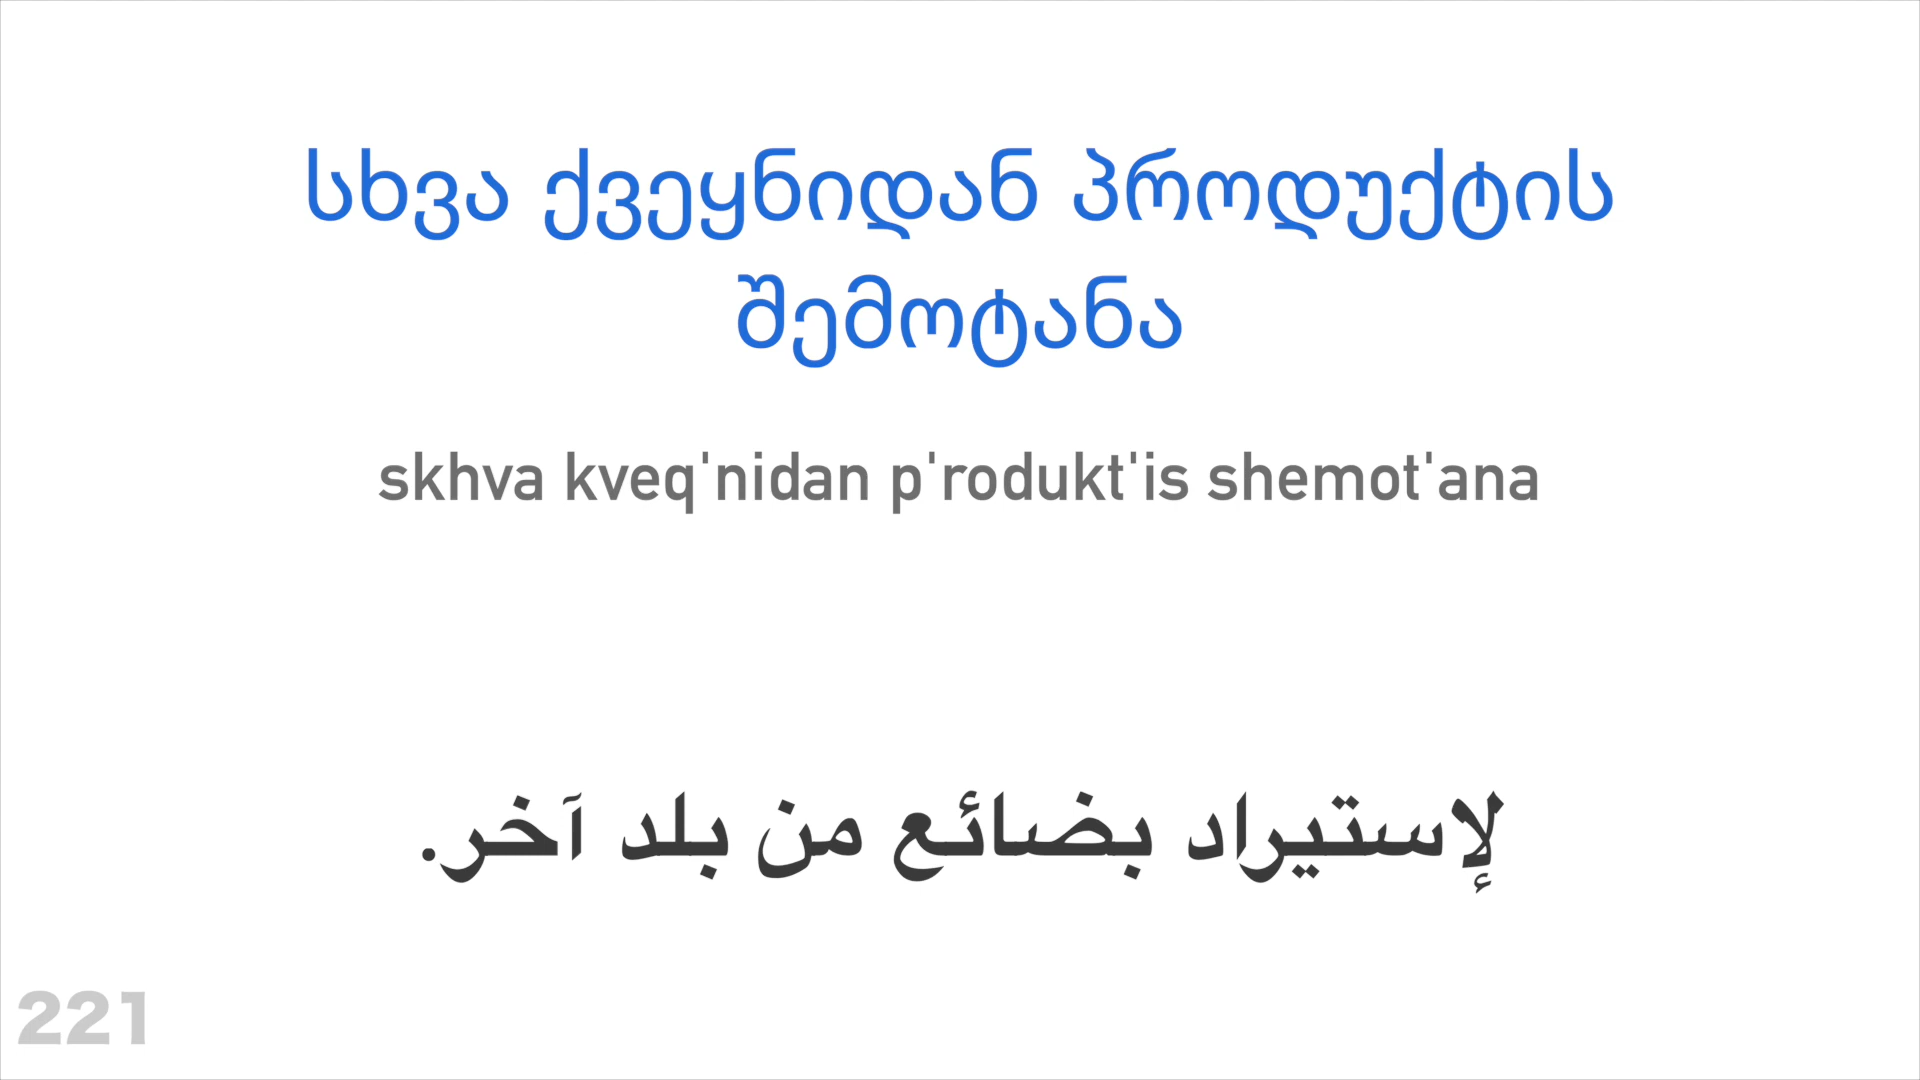 სხვა ქვეყნიდან პროდუქტის
შემოტანა
skhva kveq'nidan p'rodukt'is shemot'ana
لإستيراد بضائع من بلد آخر.
221